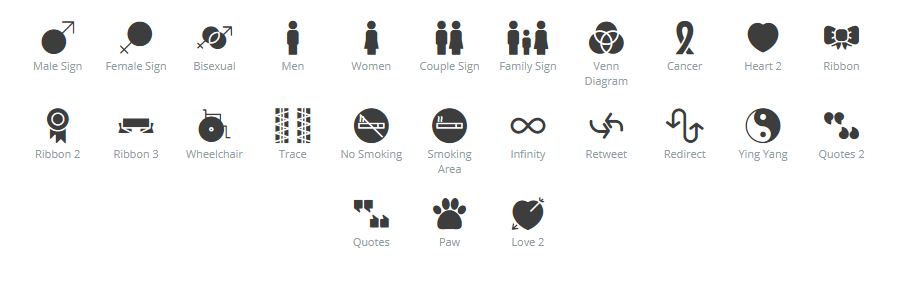 Male Sign
Female Sign
Bisexual
Men
Women
Couple Sign
Family Sign
Venn
Diagram
Cancer
Heart 2
Ribbon
Ribbon 2
Ribbon 3
Wheelchair
Trace
No Smoking
Smoking
Area
Infinity
Retweet
Redirect
Ying Yang
Quotes 2
Quotes
Paw
Love 2